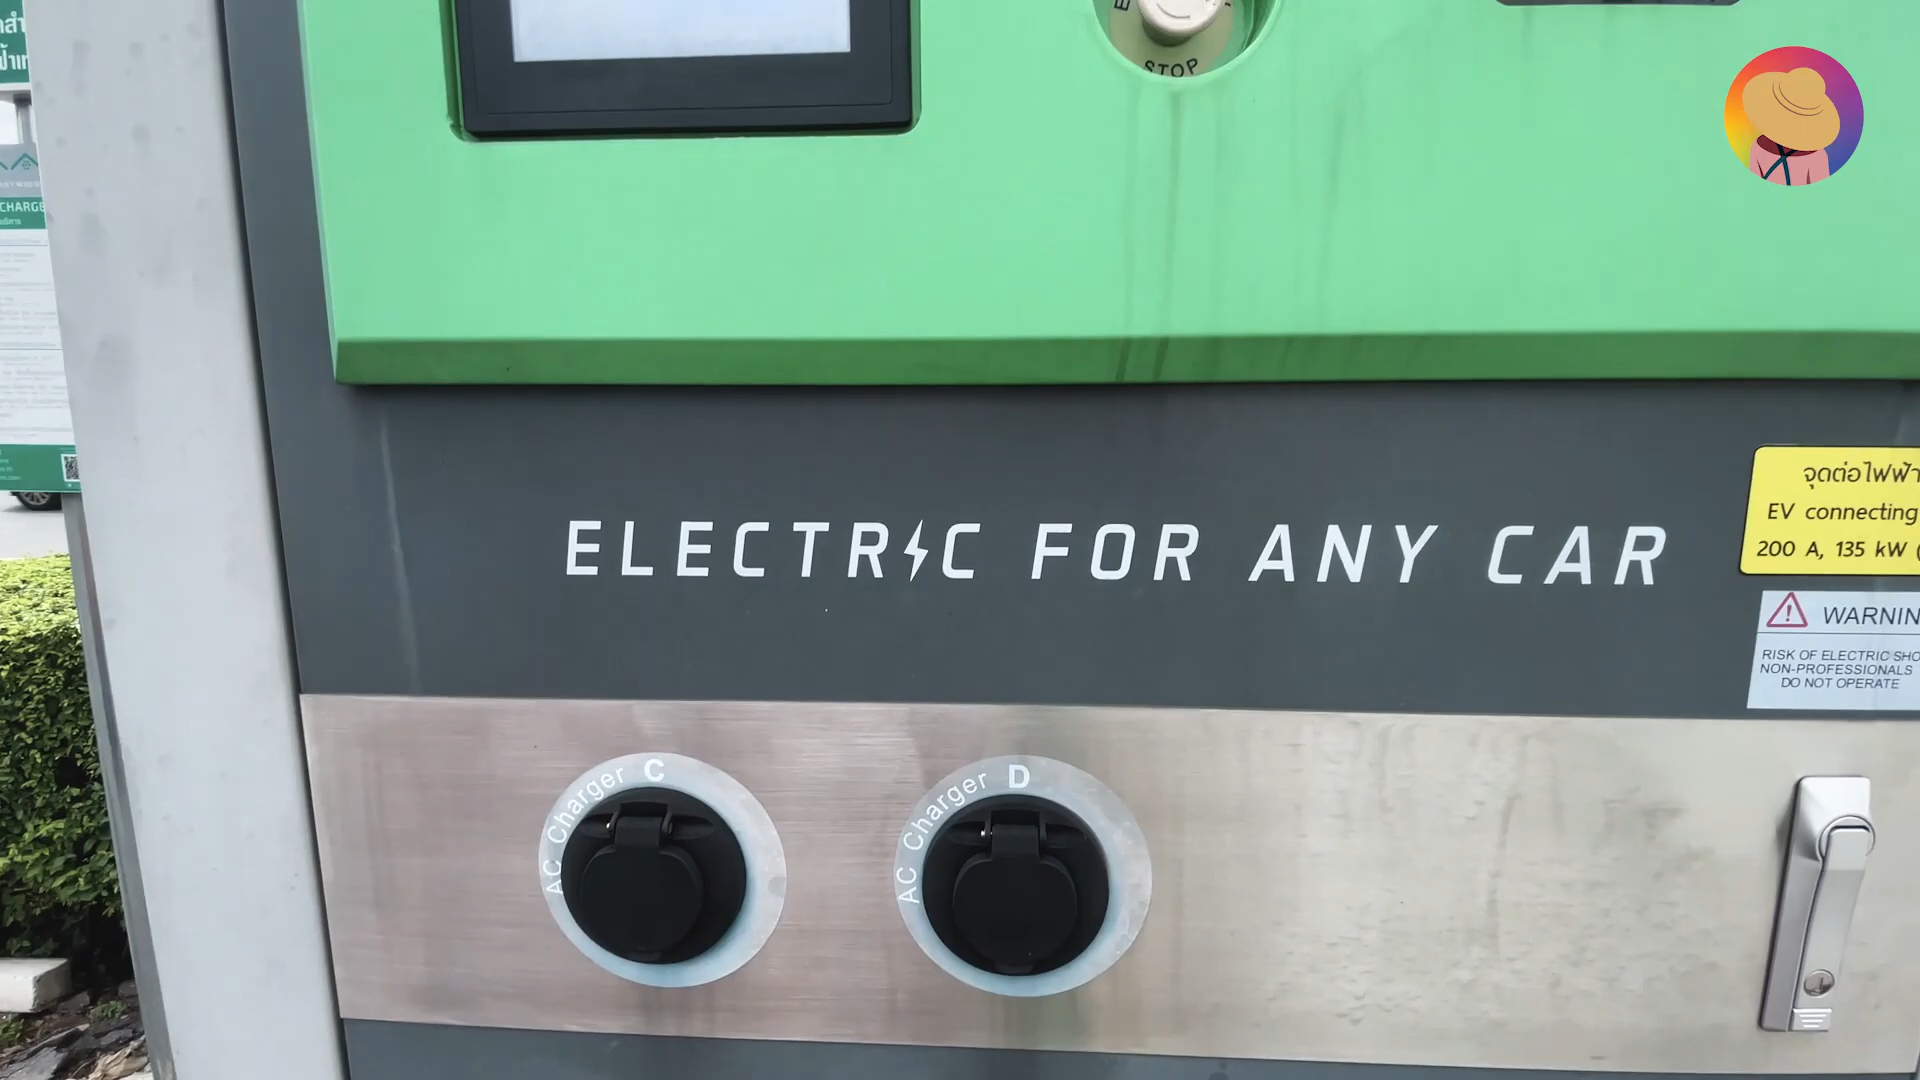 STOP
CHARGE
ELECTRIC FOR ANY CAR
จุดต่อไฟฟ้า
EV connecting
200 A, 135 kW (
WARNIN
RISK OF ELECTRIC SHO
NON-PROFESSIONALS
DO NOT OPERATE
AC Charger C
AC Charger D